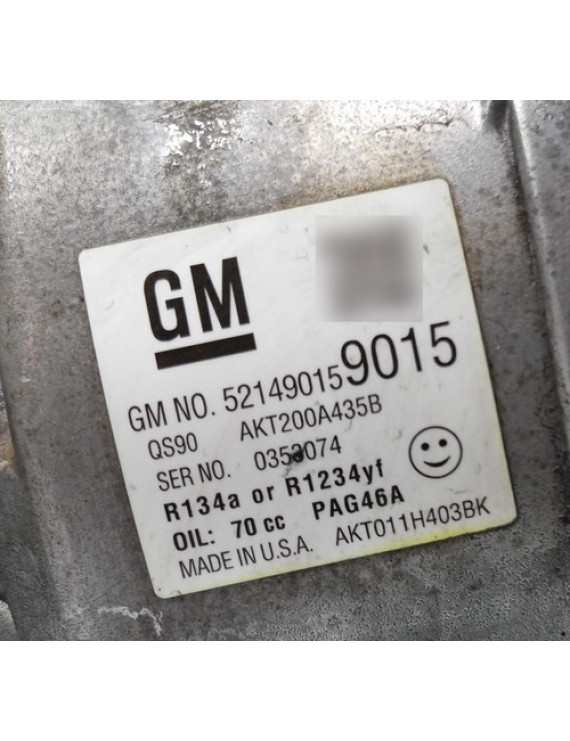 GM
GM NO. 52149015 9015
QS90 AKT200A435B
SER NO. 0353074
R134a or R1234yf
OIL: 70 cc PAG46A
MADE IN U.S.A. AKT011H403BK